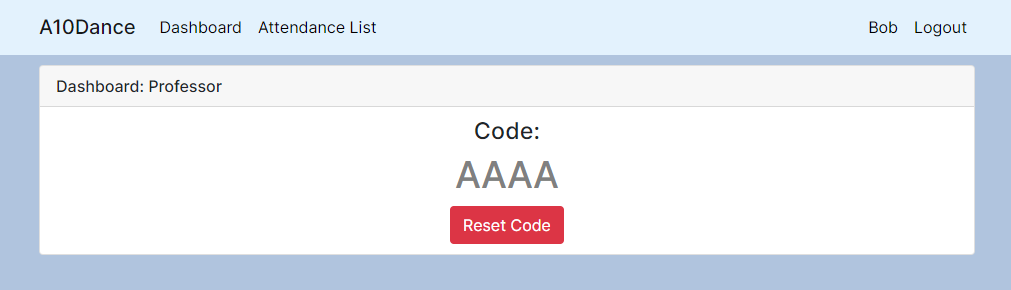 A10Dance Dashboard Attendance List Bob Logout
Dashboard: Professor
Code:
AAAA
Reset Code